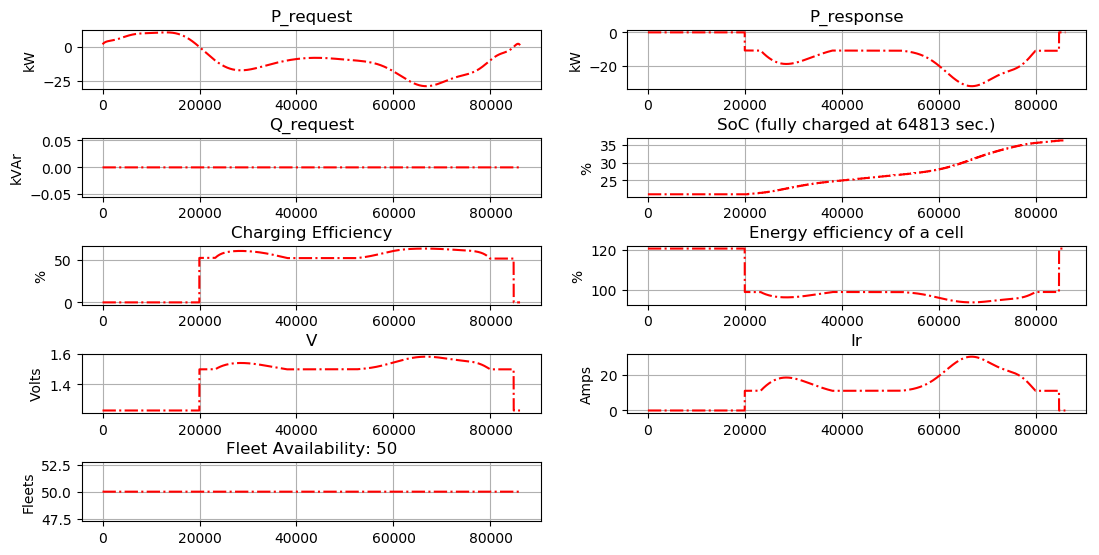 P_request
P_response
kW
0
−25
0 20000 40000 60000 80000
kW
0
−20
0 20000 40000 60000 80000
Q_request
SoC (fully charged at 64813 sec.)
kVAr
0.05
0.00
−0.05
0 20000 40000 60000 80000
%
35
30
25
0 20000 40000 60000 80000
Charging Efficiency
Energy efficiency of a cell
%
50
0
0 20000 40000 60000 80000
%
120
100
0 20000 40000 60000 80000
V
Ir
Volts
1.6
1.4
0 20000 40000 60000 80000
Amps
20
0
0 20000 40000 60000 80000
Fleet Availability: 50
Fleets
52.5
50.0
47.5
0 20000 40000 60000 80000